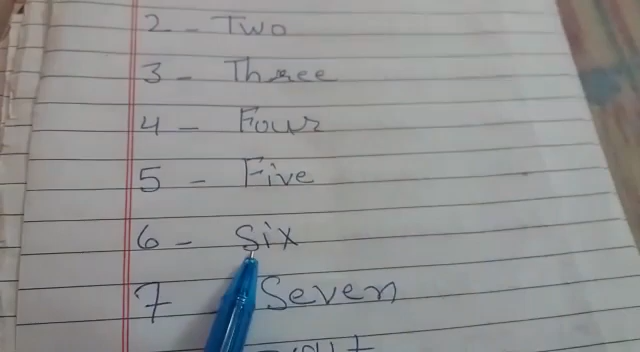 2 - Two
3 - Three
4 - Four
5 - Five
6 - Six
7 Seven